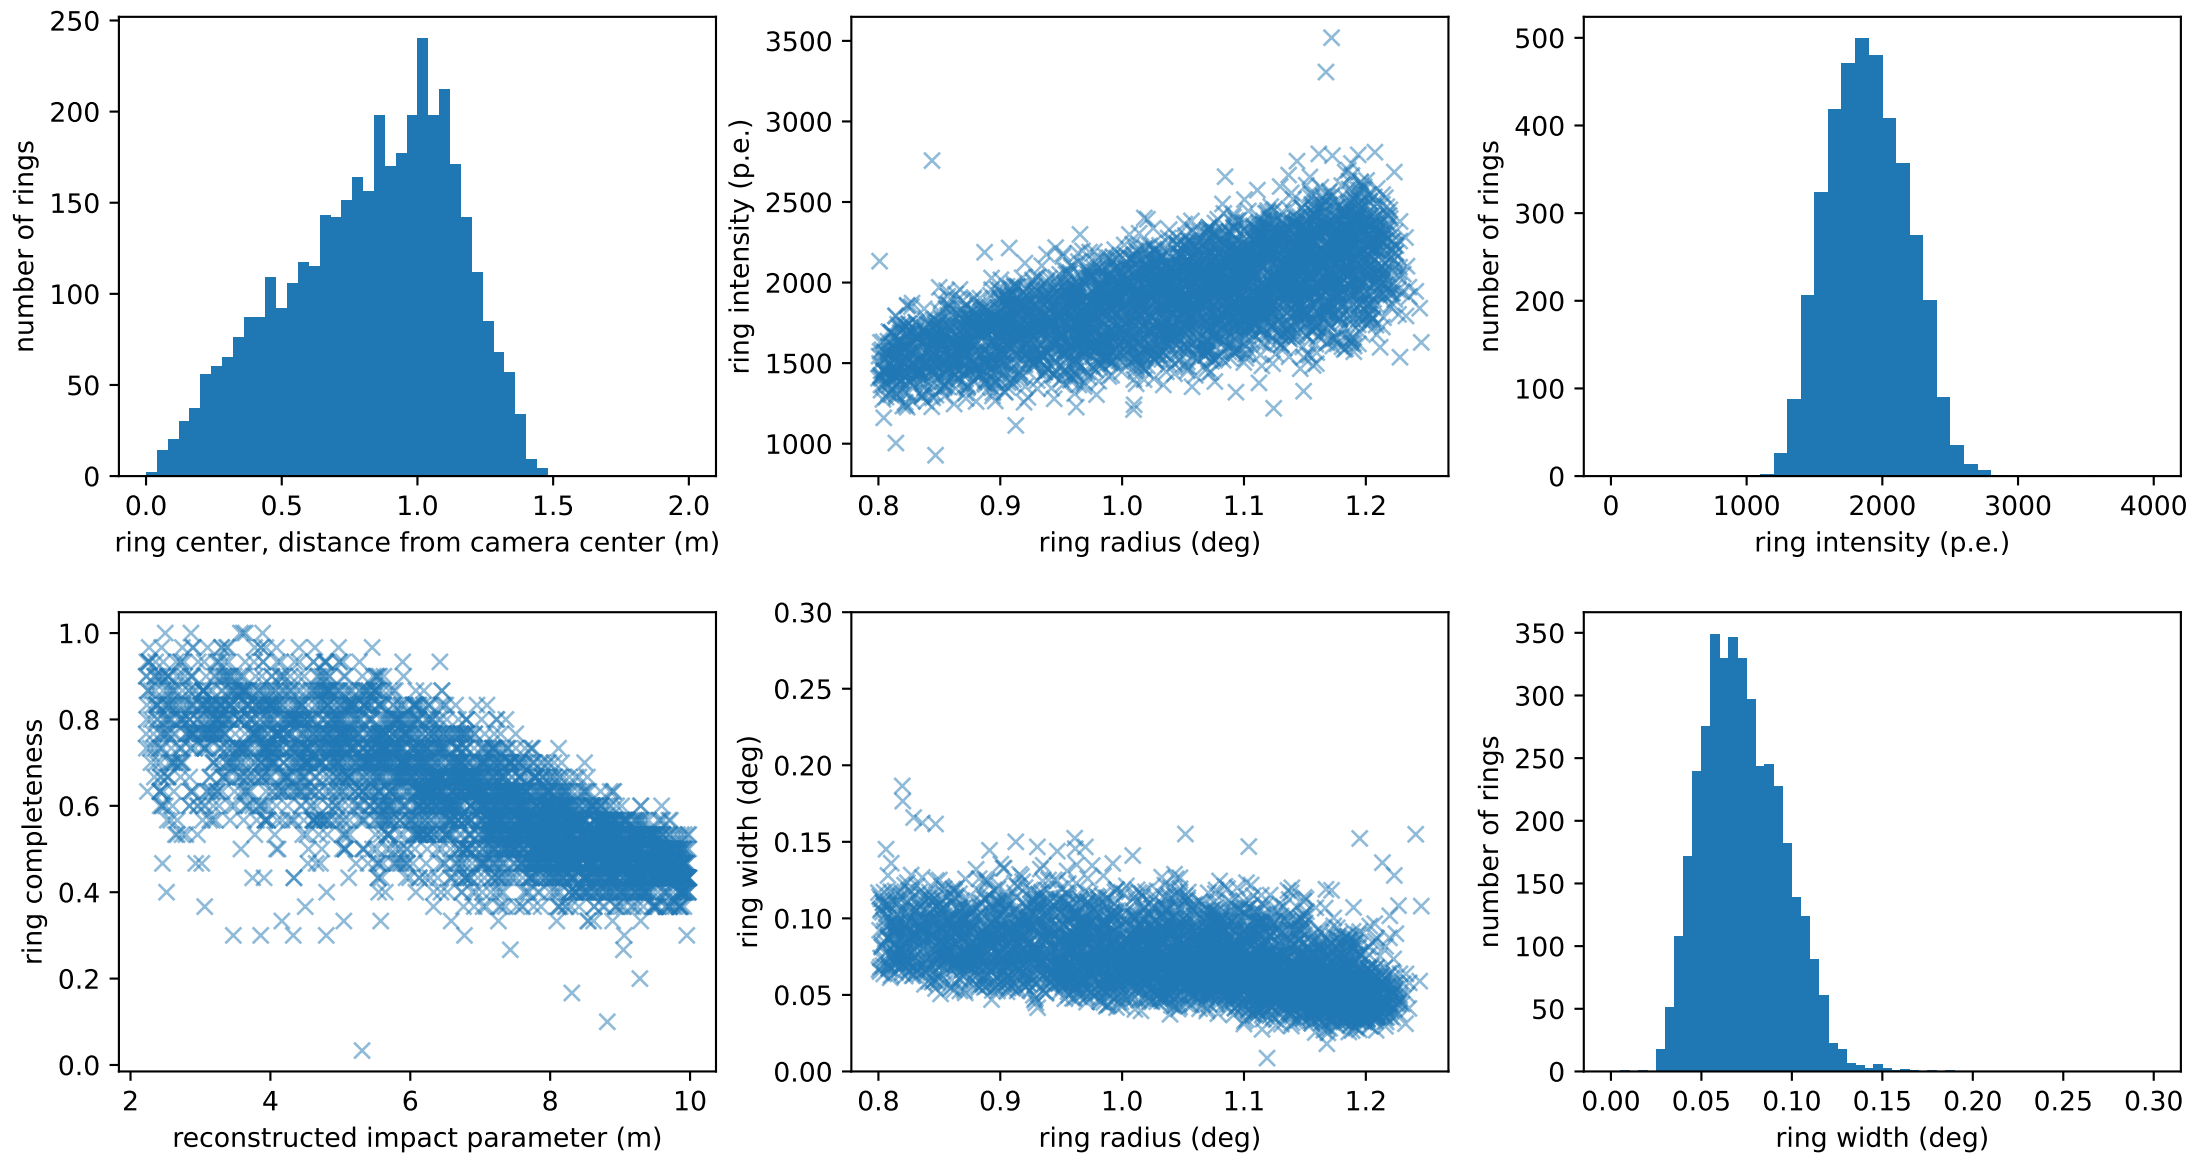 250
200
150
100
50
0
number of rings
0.0 0.5 1.0 1.5 2.0
ring center, distance from camera center (m)
3500
3000
2500
2000
1500
1000
ring intensity (p.e.)
0.8 0.9 1.0 1.1 1.2
ring radius (deg)
500
400
300
200
100
0
number of rings
0 1000 2000 3000 4000
ring intensity (p.e.)
1.0
0.8
0.6
0.4
0.2
0.0
ring completeness
2 4 6 8 10
reconstructed impact parameter (m)
0.30
0.25
0.20
0.15
0.10
0.05
0.00
ring width (deg)
0.8 0.9 1.0 1.1 1.2
ring radius (deg)
350
300
250
200
150
100
50
0
number of rings
0.00 0.05 0.10 0.15 0.20 0.25 0.30
ring width (deg)